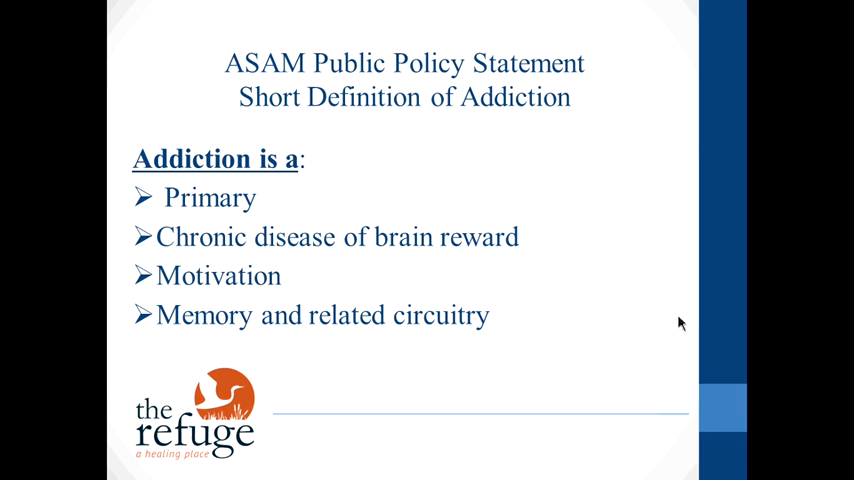 ASAM Public Policy Statement
Short Definition of Addiction
Addiction is a:
Primary
Chronic disease of brain reward
Motivation
Memory and related circuitry
the
refuge
a healing place